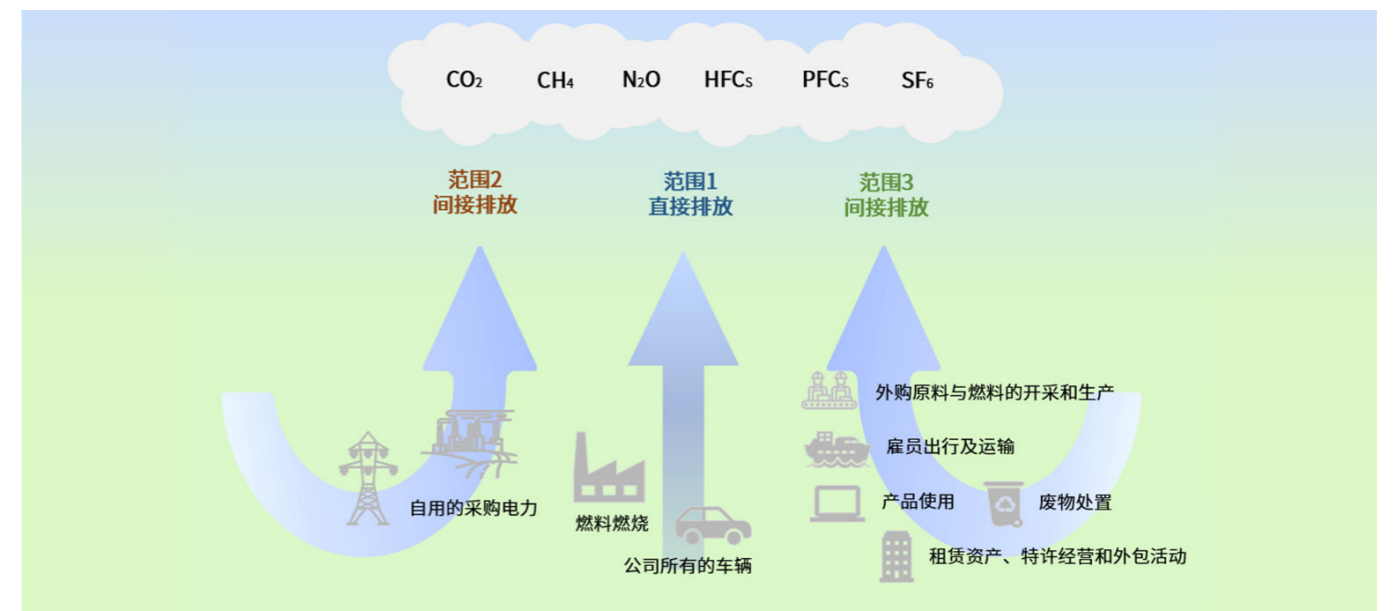 CO₂ CH₄ N₂O HFCs PFCs SF₆
范围2
间接排放
范围1
直接排放
范围3
间接排放
外购原料与燃料的开采和生产
雇员出行及运输
自用的采购电力
产品使用
废物处置
燃料燃烧
租赁资产、特许经营和外包活动
公司所有的车辆